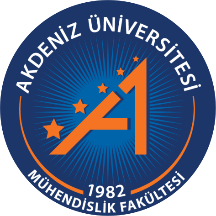 AKDENİZ ÜNİVERSİTESİ
1982
MÜHENDİSLİK FAKÜLTESİ